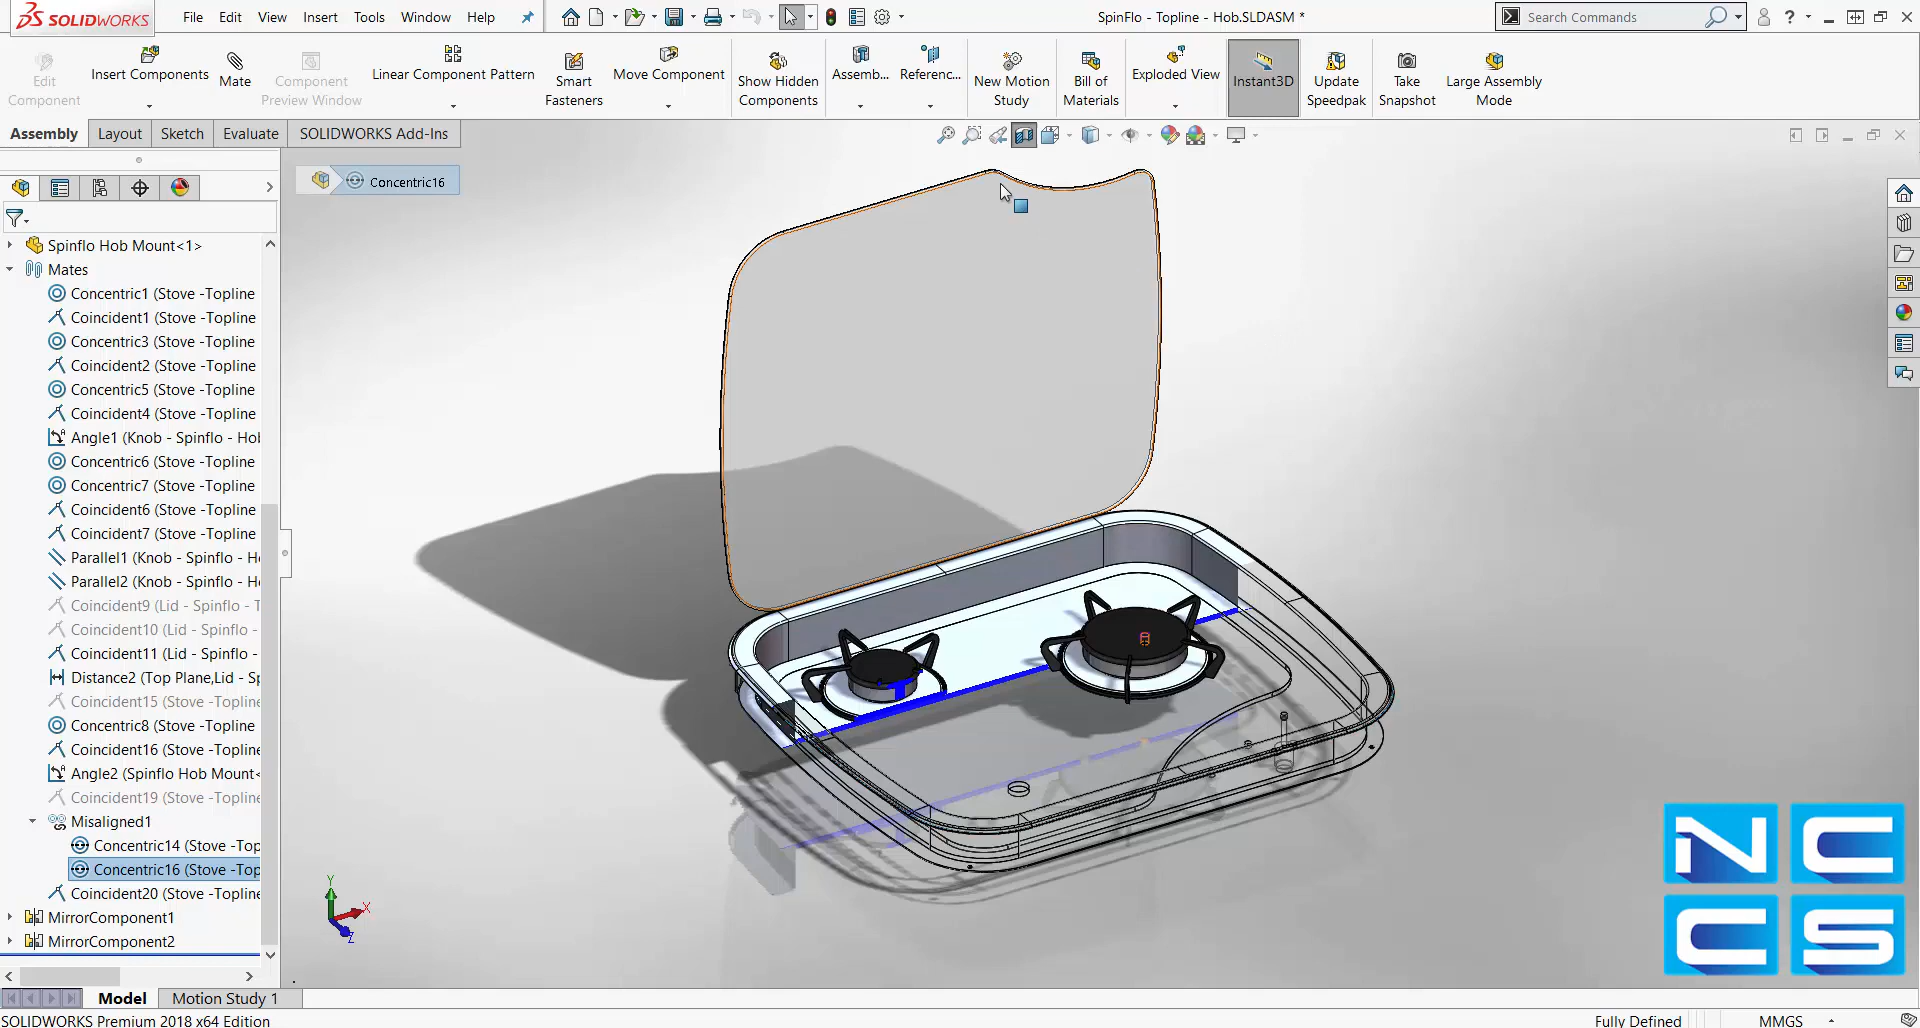 SOLIDWORKS
File Edit View Insert Tools Window Help
SpinFlo - Topline - Hob.SLDASM *
Search Commands
?
Edit Component
Insert Components
Mate
Component Preview Window
Linear Component Pattern
Smart Fasteners
Move Component
Show Hidden Components
Assemb...
Referenc...
New Motion Study
Bill of Materials
Exploded View
Instant3D
Update Speedpak
Take Snapshot
Large Assembly Mode
Assembly Layout Sketch Evaluate SOLIDWORKS Add-Ins
Concentric16
Spinflo Hob Mount<1>
Mates
Concentric1 (Stove -Topline
Coincident1 (Stove -Topline
Concentric3 (Stove -Topline
Coincident2 (Stove -Topline
Concentric5 (Stove -Topline
Coincident4 (Stove -Topline
Angle1 (Knob - Spinflo - Hol
Concentric6 (Stove -Topline
Concentric7 (Stove -Topline
Coincident6 (Stove -Topline
Coincident7 (Stove -Topline
Parallel1 (Knob - Spinflo - H
Parallel2 (Knob - Spinflo - H
Coincident9 (Lid - Spinflo - T
Coincident10 (Lid - Spinflo -
Coincident11 (Lid - Spinflo -
Distance2 (Top Plane,Lid - Sp
Coincident15 (Lid - Spinflo -
Concentric8 (Stove -Topline
Coincident16 (Stove -Topline
Angle2 (Spinflo Hob Mount<
Coincident19 (Stove -Topline
Misaligned1
Concentric14 (Stove -Top
Concentric16 (Stove -Top
Coincident20 (Stove -Topline
MirrorComponent1
MirrorComponent2
Y
X
Z
NC
CS
Model Motion Study 1
SOLIDWORKS Premium 2018 x64 Edition
Fully Defined
MMGS